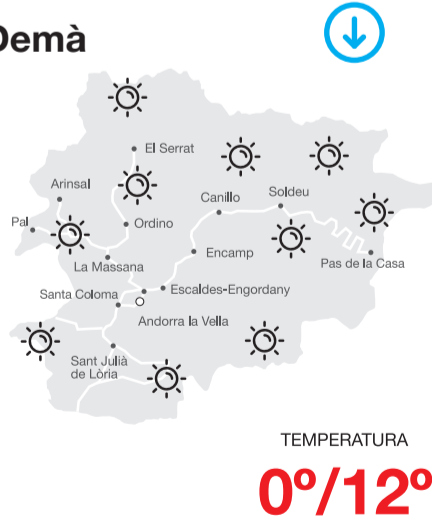 Demà
El Serrat
Arinsal
Canillo
Soldeu
Pal
Ordino
Encamp
La Massana
Pas de la Casa
Santa Coloma
Escaldes-Engordany
Andorra la Vella
Sant Julià
de Lòria
TEMPERATURA
0º/12º